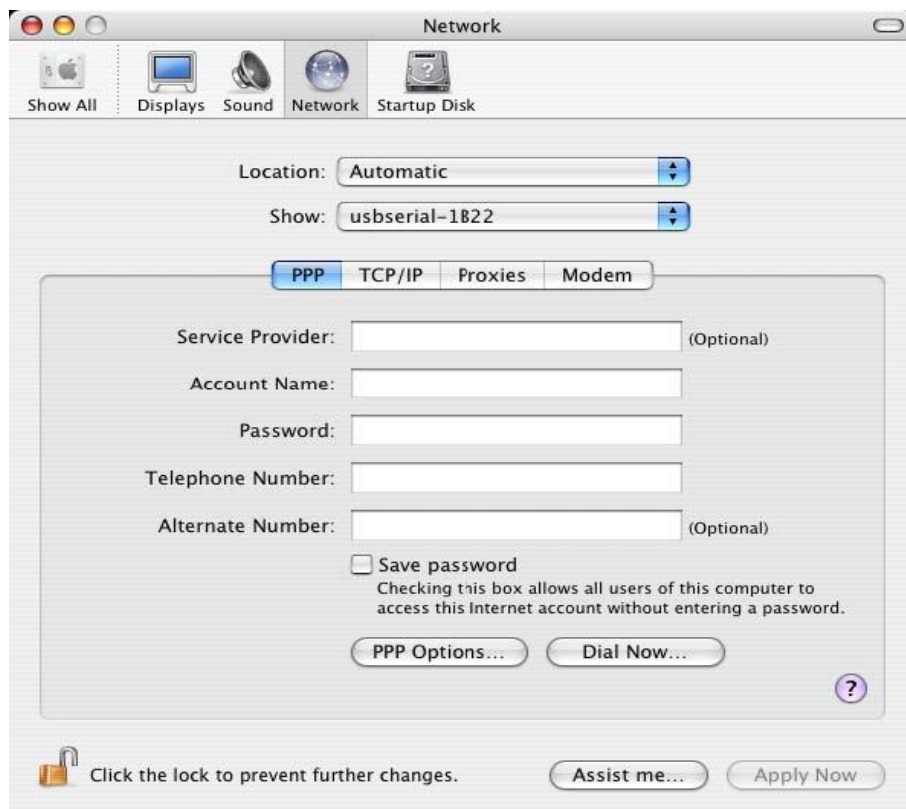 Network
Show All Displays Sound Network Startup Disk
Location: Automatic
Show: usbserial-1B22
PPP TCP/IP Proxies Modem
Service Provider: (Optional)
Account Name:
Password:
Telephone Number:
Alternate Number: (Optional)
Save password
Checking this box allows all users of this computer to
access this Internet account without entering a password.
PPP Options... Dial Now...
?
Click the lock to prevent further changes. Assist me... Apply Now